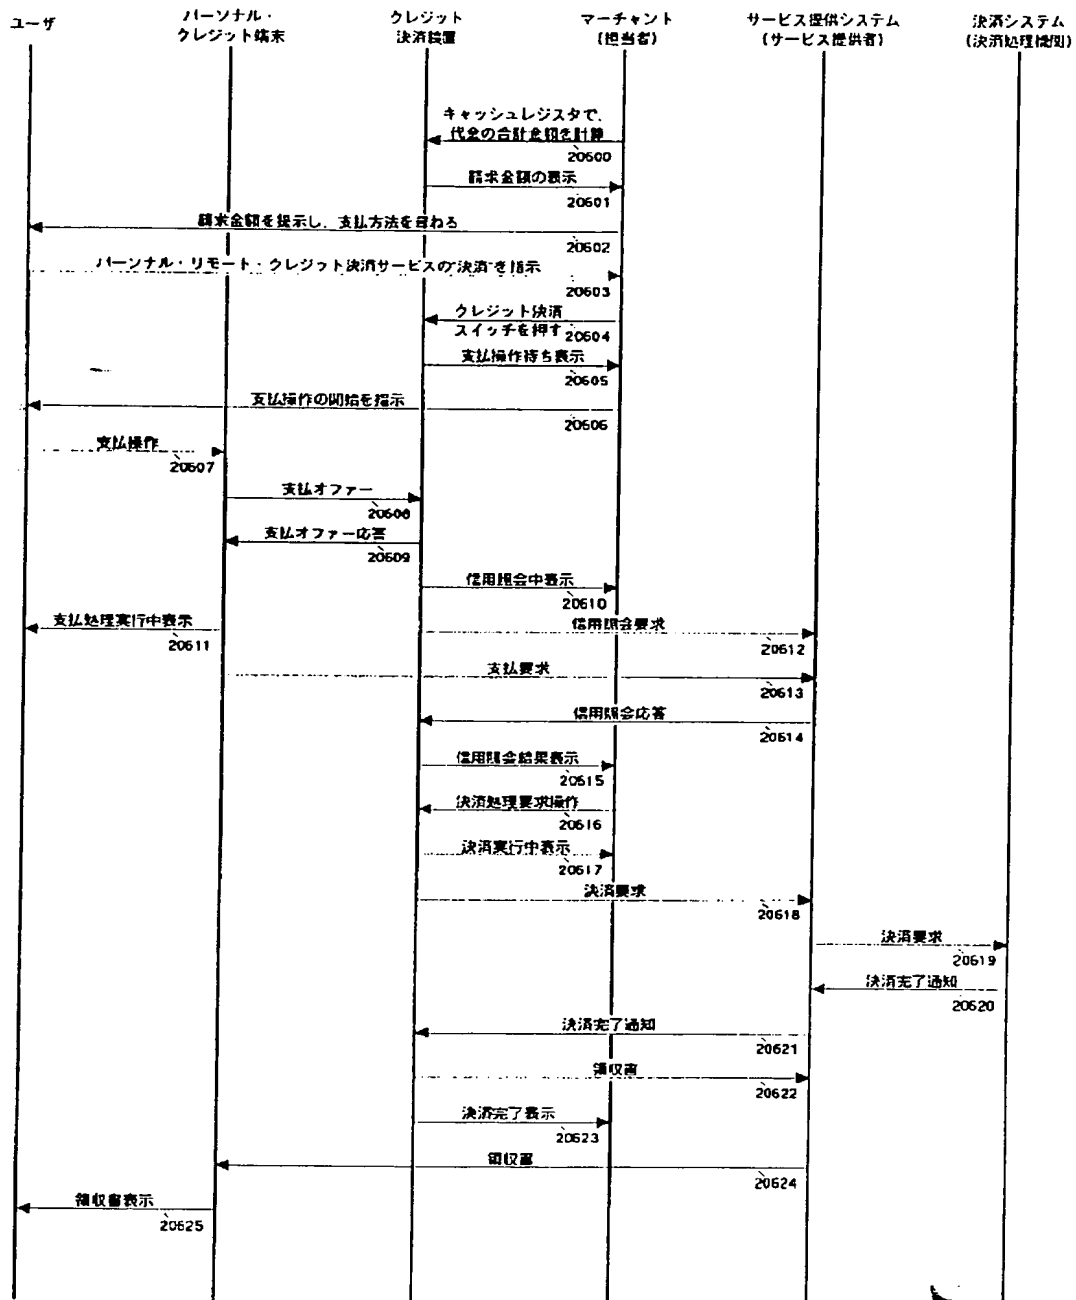 ユーザ
パーソナル・
クレジット端末
クレジット
決済装置
マーチャント
(担当者)
サービス提供システム
(サービス提供者)
決済システム
(決済処理機関)
キャッシュレジスタで、
代金の合計金額を計算
20600
請求金額の表示
20601
請求金額を提示し、支払方法を尋ねる
20602
パーソナル・リモート・クレジット決済サービスの"決済"を指示
20603
クレジット決済
スイッチを押す
20604
支払操作待ち表示
20605
支払操作の開始を指示
20606
支払操作
20607
支払オファー
20608
支払オファー応答
20609
信用照会中表示
20610
支払処理実行中表示
20611
信用照会要求
20612
支払要求
20613
信用照会応答
20614
信用照会結果表示
20615
決済処理要求操作
20616
決済実行中表示
20617
決済要求
20618
決済要求
20619
決済完了通知
20620
決済完了通知
20621
領収書
20622
決済完了表示
20623
領収書
20624
領収書表示
20625